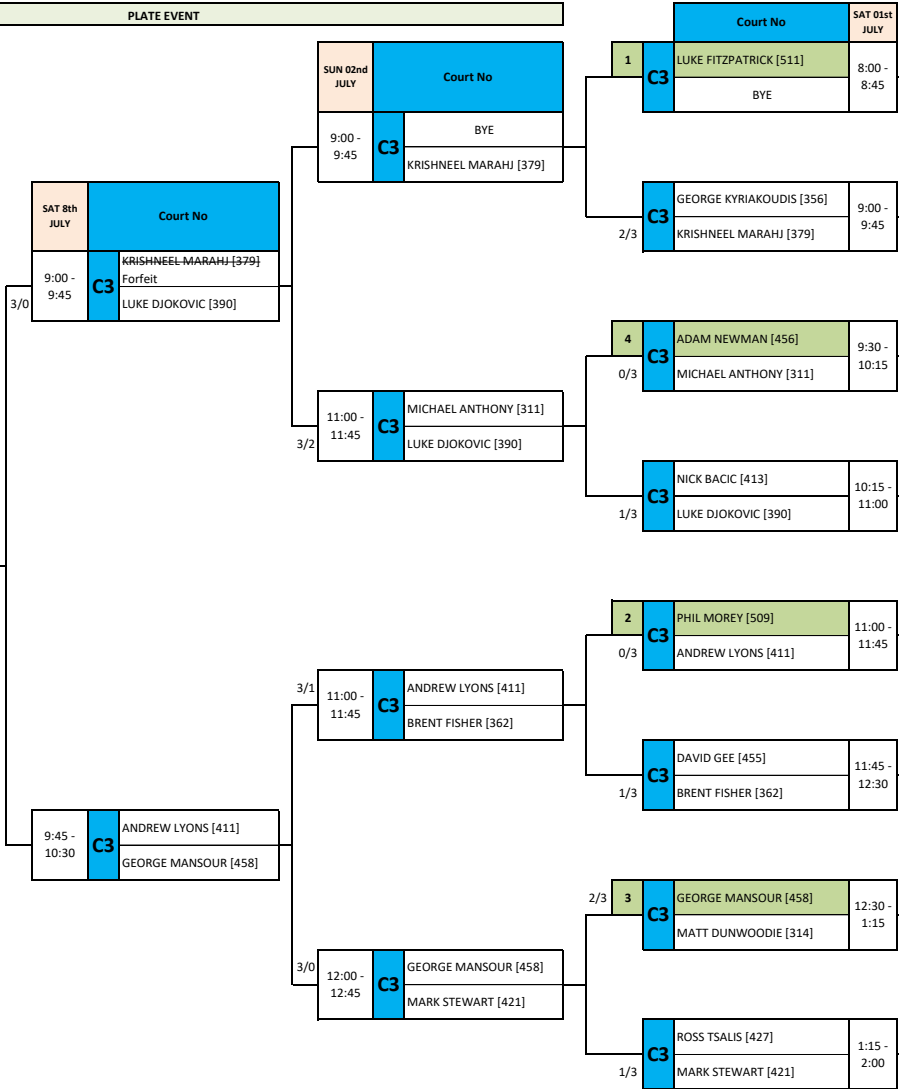 PLATE EVENT
Court No
SAT 01st
JULY
1
C3
LUKE FITZPATRICK [511]
BYE
8:00 -
8:45
SUN 02nd
JULY
Court No
9:00 -
9:45
C3
BYE
KRISHNEEL MARAHJ [379]
2/3
C3
GEORGE KYRIAKOUDIS [356]
KRISHNEEL MARAHJ [379]
9:00 -
9:45
SAT 8th
JULY
Court No
3/0
9:00 -
9:45
C3
KRISHNEEL MARAHJ [379]
Forfeit
LUKE DJOKOVIC [390]
4
0/3
C3
ADAM NEWMAN [456]
MICHAEL ANTHONY [311]
9:30 -
10:15
3/2
11:00 -
11:45
C3
MICHAEL ANTHONY [311]
LUKE DJOKOVIC [390]
1/3
C3
NICK BACIC [413]
LUKE DJOKOVIC [390]
10:15 -
11:00
2
0/3
C3
PHIL MOREY [509]
ANDREW LYONS [411]
11:00 -
11:45
3/1
11:00 -
11:45
C3
ANDREW LYONS [411]
BRENT FISHER [362]
1/3
C3
DAVID GEE [455]
BRENT FISHER [362]
11:45 -
12:30
9:45 -
10:30
C3
ANDREW LYONS [411]
GEORGE MANSOUR [458]
2/3
3
C3
GEORGE MANSOUR [458]
MATT DUNWOODIE [314]
12:30 -
1:15
3/0
12:00 -
12:45
C3
GEORGE MANSOUR [458]
MARK STEWART [421]
1/3
C3
ROSS TSALIS [427]
MARK STEWART [421]
1:15 -
2:00